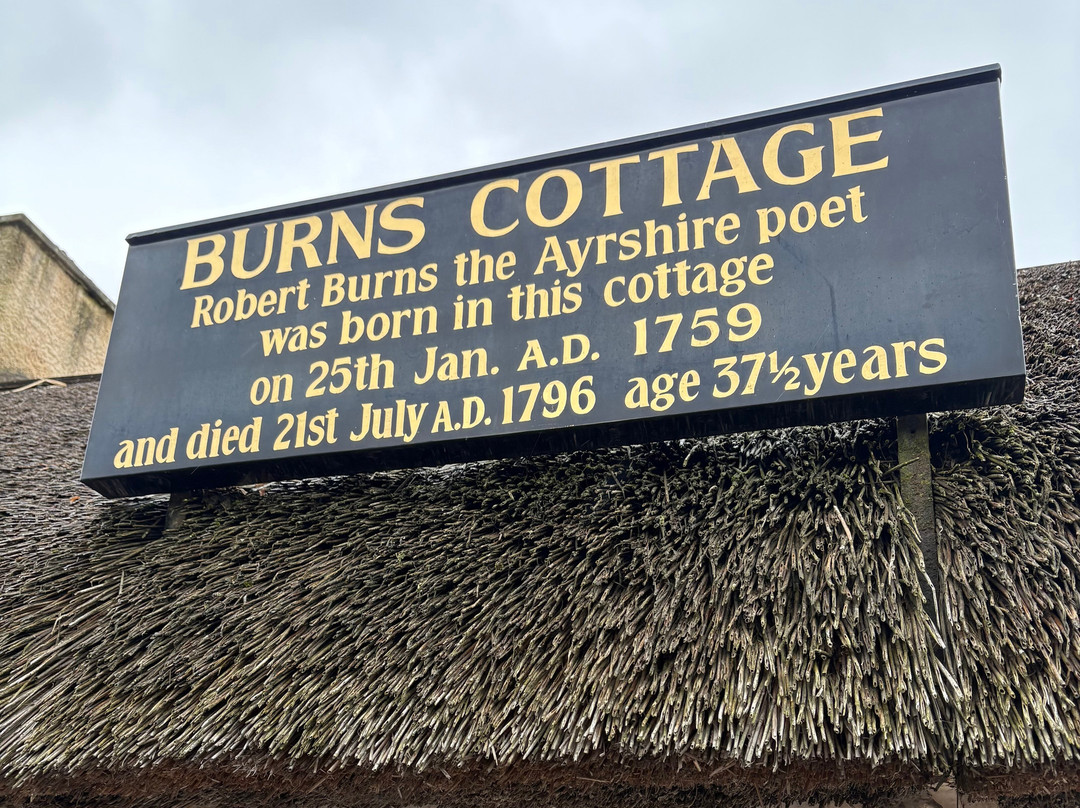 BURNS COTTAGE
Robert Burns the Ayrshire poet
was born in this cottage
on 25th Jan. A.D. 1759
and died 21st July A.D. 1796 age 37½ years